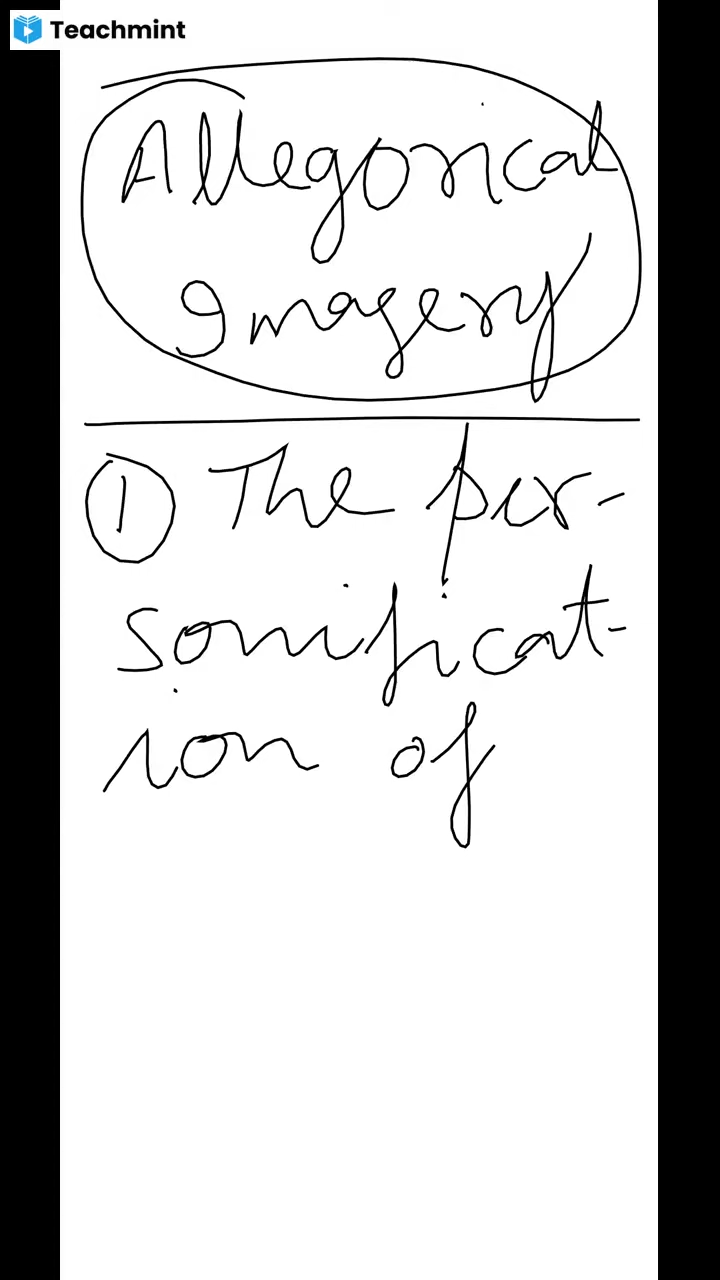 Teachmint
Allegorical
Imagery
① The per-
sonificat-
ion of